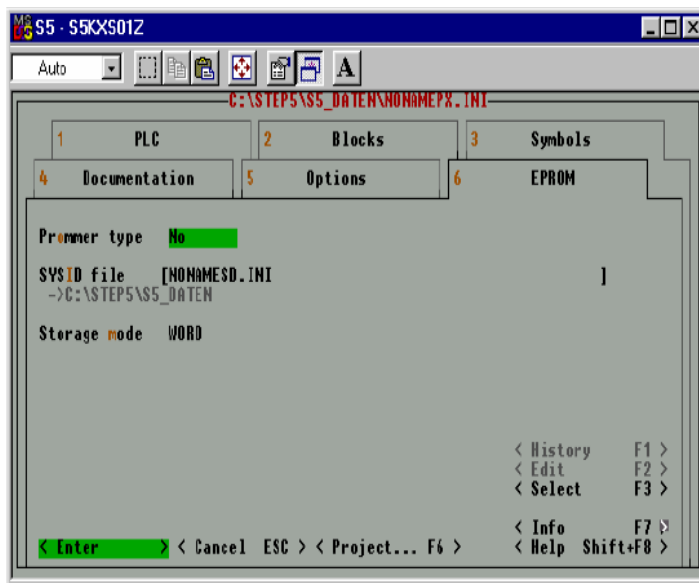 MS DOS S5 - S5KXS01Z
Auto A
C:\STEP5\S5_DATEN\NONAMEPX.INI
1 PLC 2 Blocks 3 Symbols
4 Documentation 5 Options 6 EPROM
Prommer type No
SYSID file [NONAMESD.INI ]
->C:\STEP5\S5_DATEN
Storage mode WORD
< History F1 >
< Edit F2 >
< Select F3 >
< Info F7 >
< Enter > < Cancel ESC > < Project... F6 > < Help Shift+F8 >